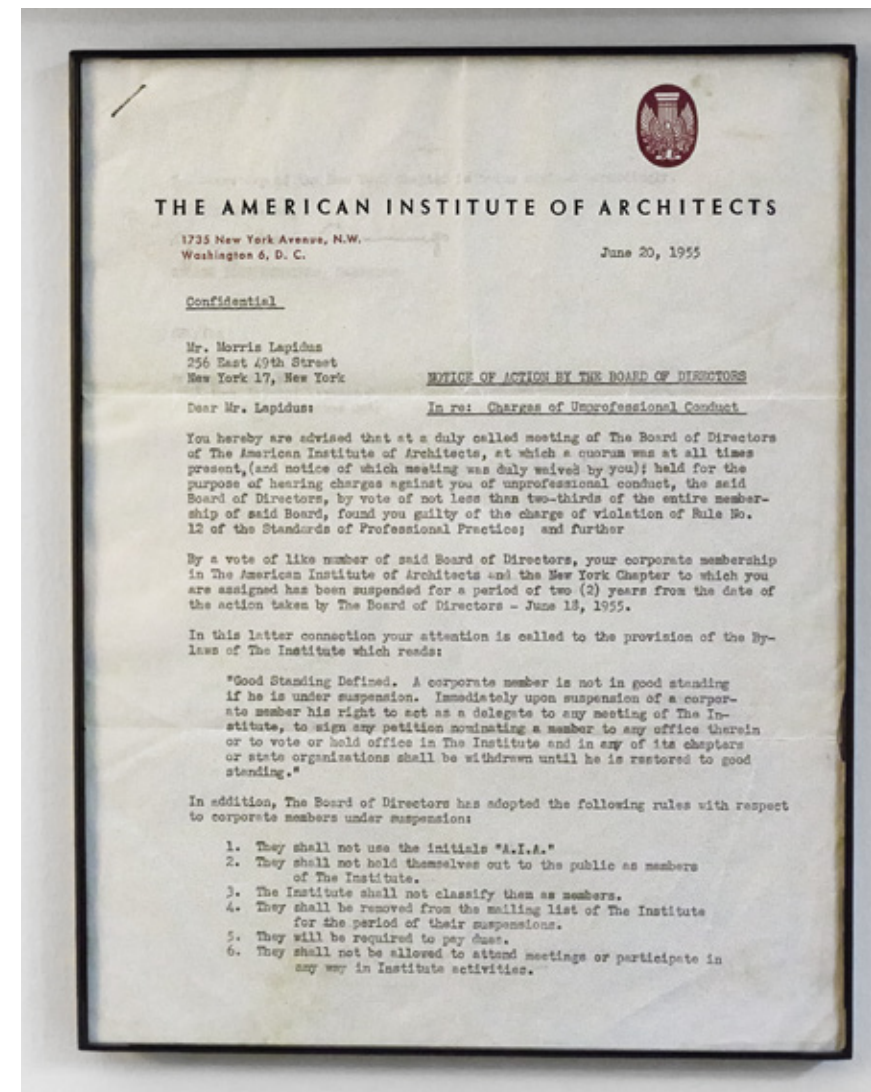 THE AMERICAN INSTITUTE OF ARCHITECTS
1735 New York Avenue, N.W.
Washington 6, D. C.
June 20, 1955
Confidential
Mr. Morris Lapidus
256 East 49th Street
New York 17, New York
NOTICE OF ACTION BY THE BOARD OF DIRECTORS
Dear Mr. Lapidus:
In re: Charges of Unprofessional Conduct
You hereby are advised that at a duly called meeting of The Board of Directors
of The American Institute of Architects, at which a quorum was at all times
present,(and notice of which meeting was duly waived by you); held for the
purpose of hearing charges against you of unprofessional conduct, the said
Board of Directors, by vote of not less than two-thirds of the entire member-
ship of said Board, found you guilty of the charge of violation of Rule No.
12 of the Standards of Professional Practice; and further
By a vote of like number of said Board of Directors, your corporate membership
in The American Institute of Architects and the New York Chapter to which you
are assigned has been suspended for a period of two (2) years from the date of
the action taken by The Board of Directors - June 18, 1955.
In this latter connection your attention is called to the provision of the By-
laws of The Institute which reads:
"Good Standing Defined. A corporate member is not in good standing
if he is under suspension. Immediately upon suspension of a corpor-
ate member his right to act as a delegate to any meeting of The In-
stitute, to sign any petition nominating a member to any office therein
or to vote or hold office in The Institute and in any of its chapters
or state organizations shall be withdrawn until he is restored to good
standing."
In addition, The Board of Directors has adopted the following rules with respect
to corporate members under suspension:
1. They shall not use the initials "A.I.A."
2. They shall not hold themselves out to the public as members
of The Institute.
3. The Institute shall not classify them as members.
4. They shall be removed from the mailing list of The Institute
for the period of their suspensions.
5. They will be required to pay dues.
6. They shall not be allowed to attend meetings or participate in
any way in Institute activities.